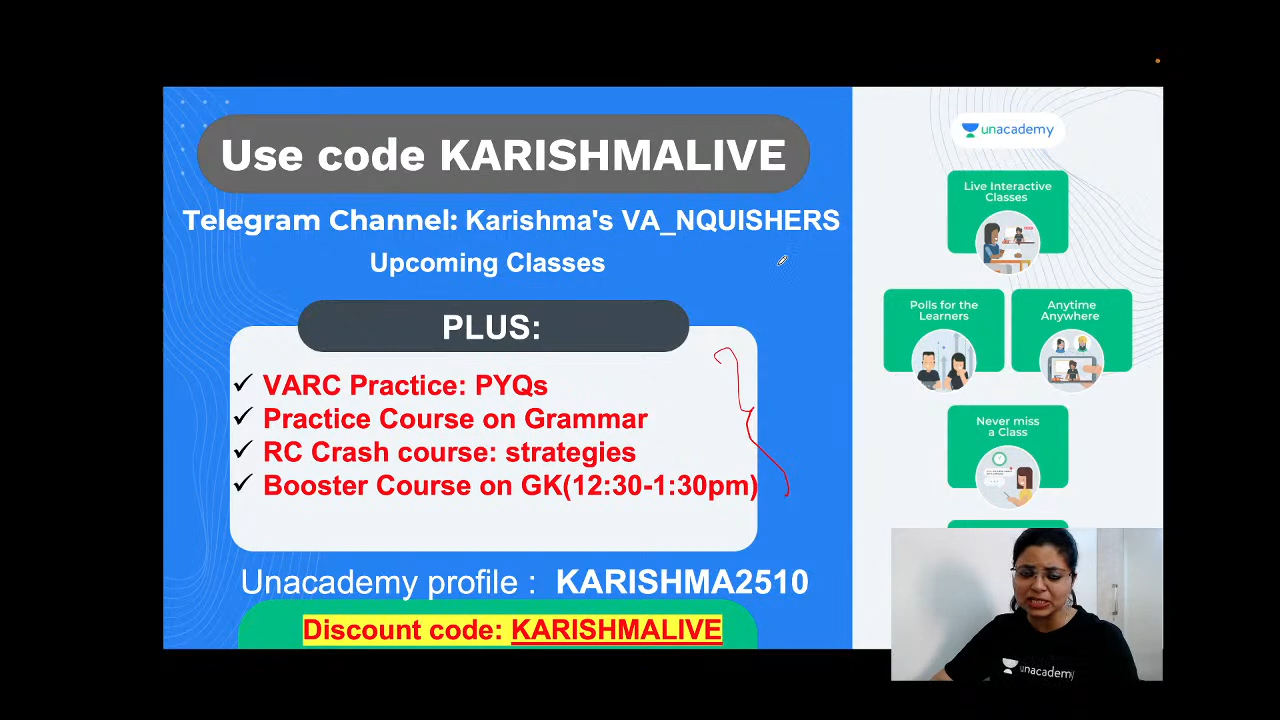 Use code KARISHMALIVE
Telegram Channel: Karishma's VA_NQUISHERS
Upcoming Classes
PLUS:
✓ VARC Practice: PYQs
✓ Practice Course on Grammar
✓ RC Crash course: strategies
✓ Booster Course on GK(12:30-1:30pm)
Unacademy profile : KARISHMA2510
Discount code: KARISHMALIVE
unacademy
Live Interactive
Classes
Polls for the
Learners
Anytime
Anywhere
Never miss
a Class
unacademy